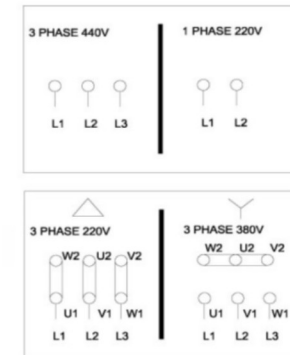 3 PHASE 440V
1 PHASE 220V
L1 L2 L3
L1 L2
3 PHASE 220V
3 PHASE 380V
W2 U2 V2
W2 U2 V2
U1 V1 W1
U1 V1 W1
L1 L2 L3
L1 L2 L3